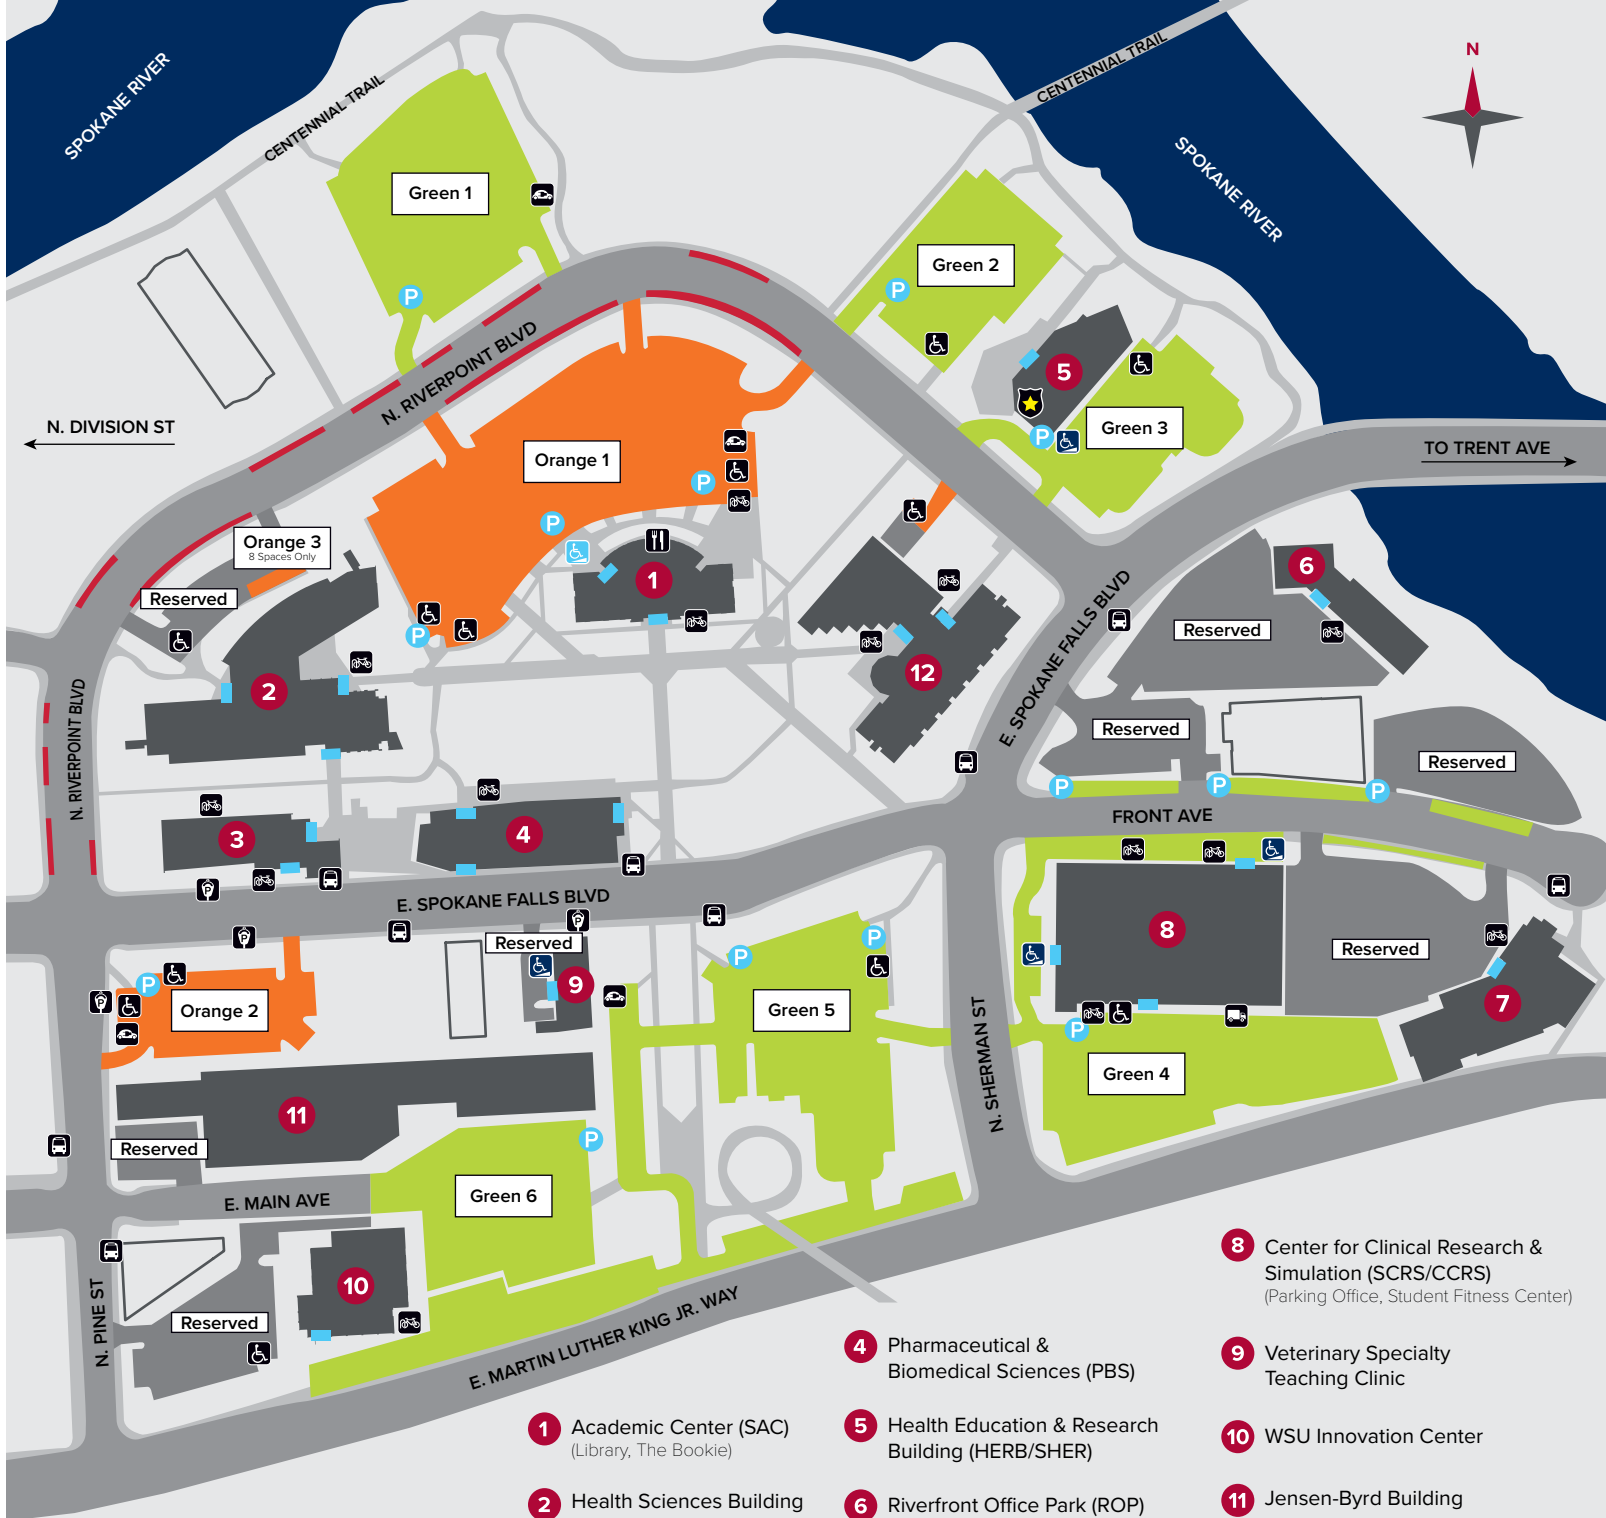 SPOKANE RIVER
CENTENNIAL TRAIL
CENTENNIAL TRAIL
N
SPOKANE RIVER
Green 1
P
Green 2
P
N. RIVERPOINT BLVD
5
P
Green 3
N. DIVISION ST
TO TRENT AVE
Orange 1
P
P
Orange 3
8 Spaces Only
Reserved
1
6
P
Reserved
E. SPOKANE FALLS BLVD
2
12
N. RIVERPOINT BLVD
Reserved
Reserved
P
P
P
FRONT AVE
3
4
E. SPOKANE FALLS BLVD
P
P
P
Reserved
8
Reserved
P
P
P
P
Orange 2
9
Green 5
7
P
N. SHERMAN ST
Green 4
11
P
Reserved
E. MAIN AVE
Green 6
N. PINE ST
10
Reserved
E. MARTIN LUTHER KING JR. WAY
1 Academic Center (SAC)
(Library, The Bookie)
2 Health Sciences Building
4 Pharmaceutical &
Biomedical Sciences (PBS)
5 Health Education & Research
Building (HERB/SHER)
6 Riverfront Office Park (ROP)
8 Center for Clinical Research &
Simulation (SCRS/CCRS)
(Parking Office, Student Fitness Center)
9 Veterinary Specialty
Teaching Clinic
10 WSU Innovation Center
11 Jensen-Byrd Building